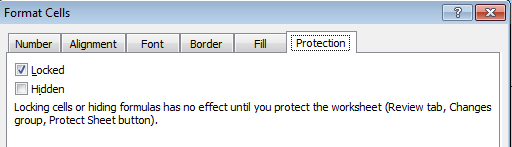 Format Cells
Number Alignment Font Border Fill Protection
Locked
Hidden
Locking cells or hiding formulas has no effect until you protect the worksheet (Review tab, Changes
group, Protect Sheet button).